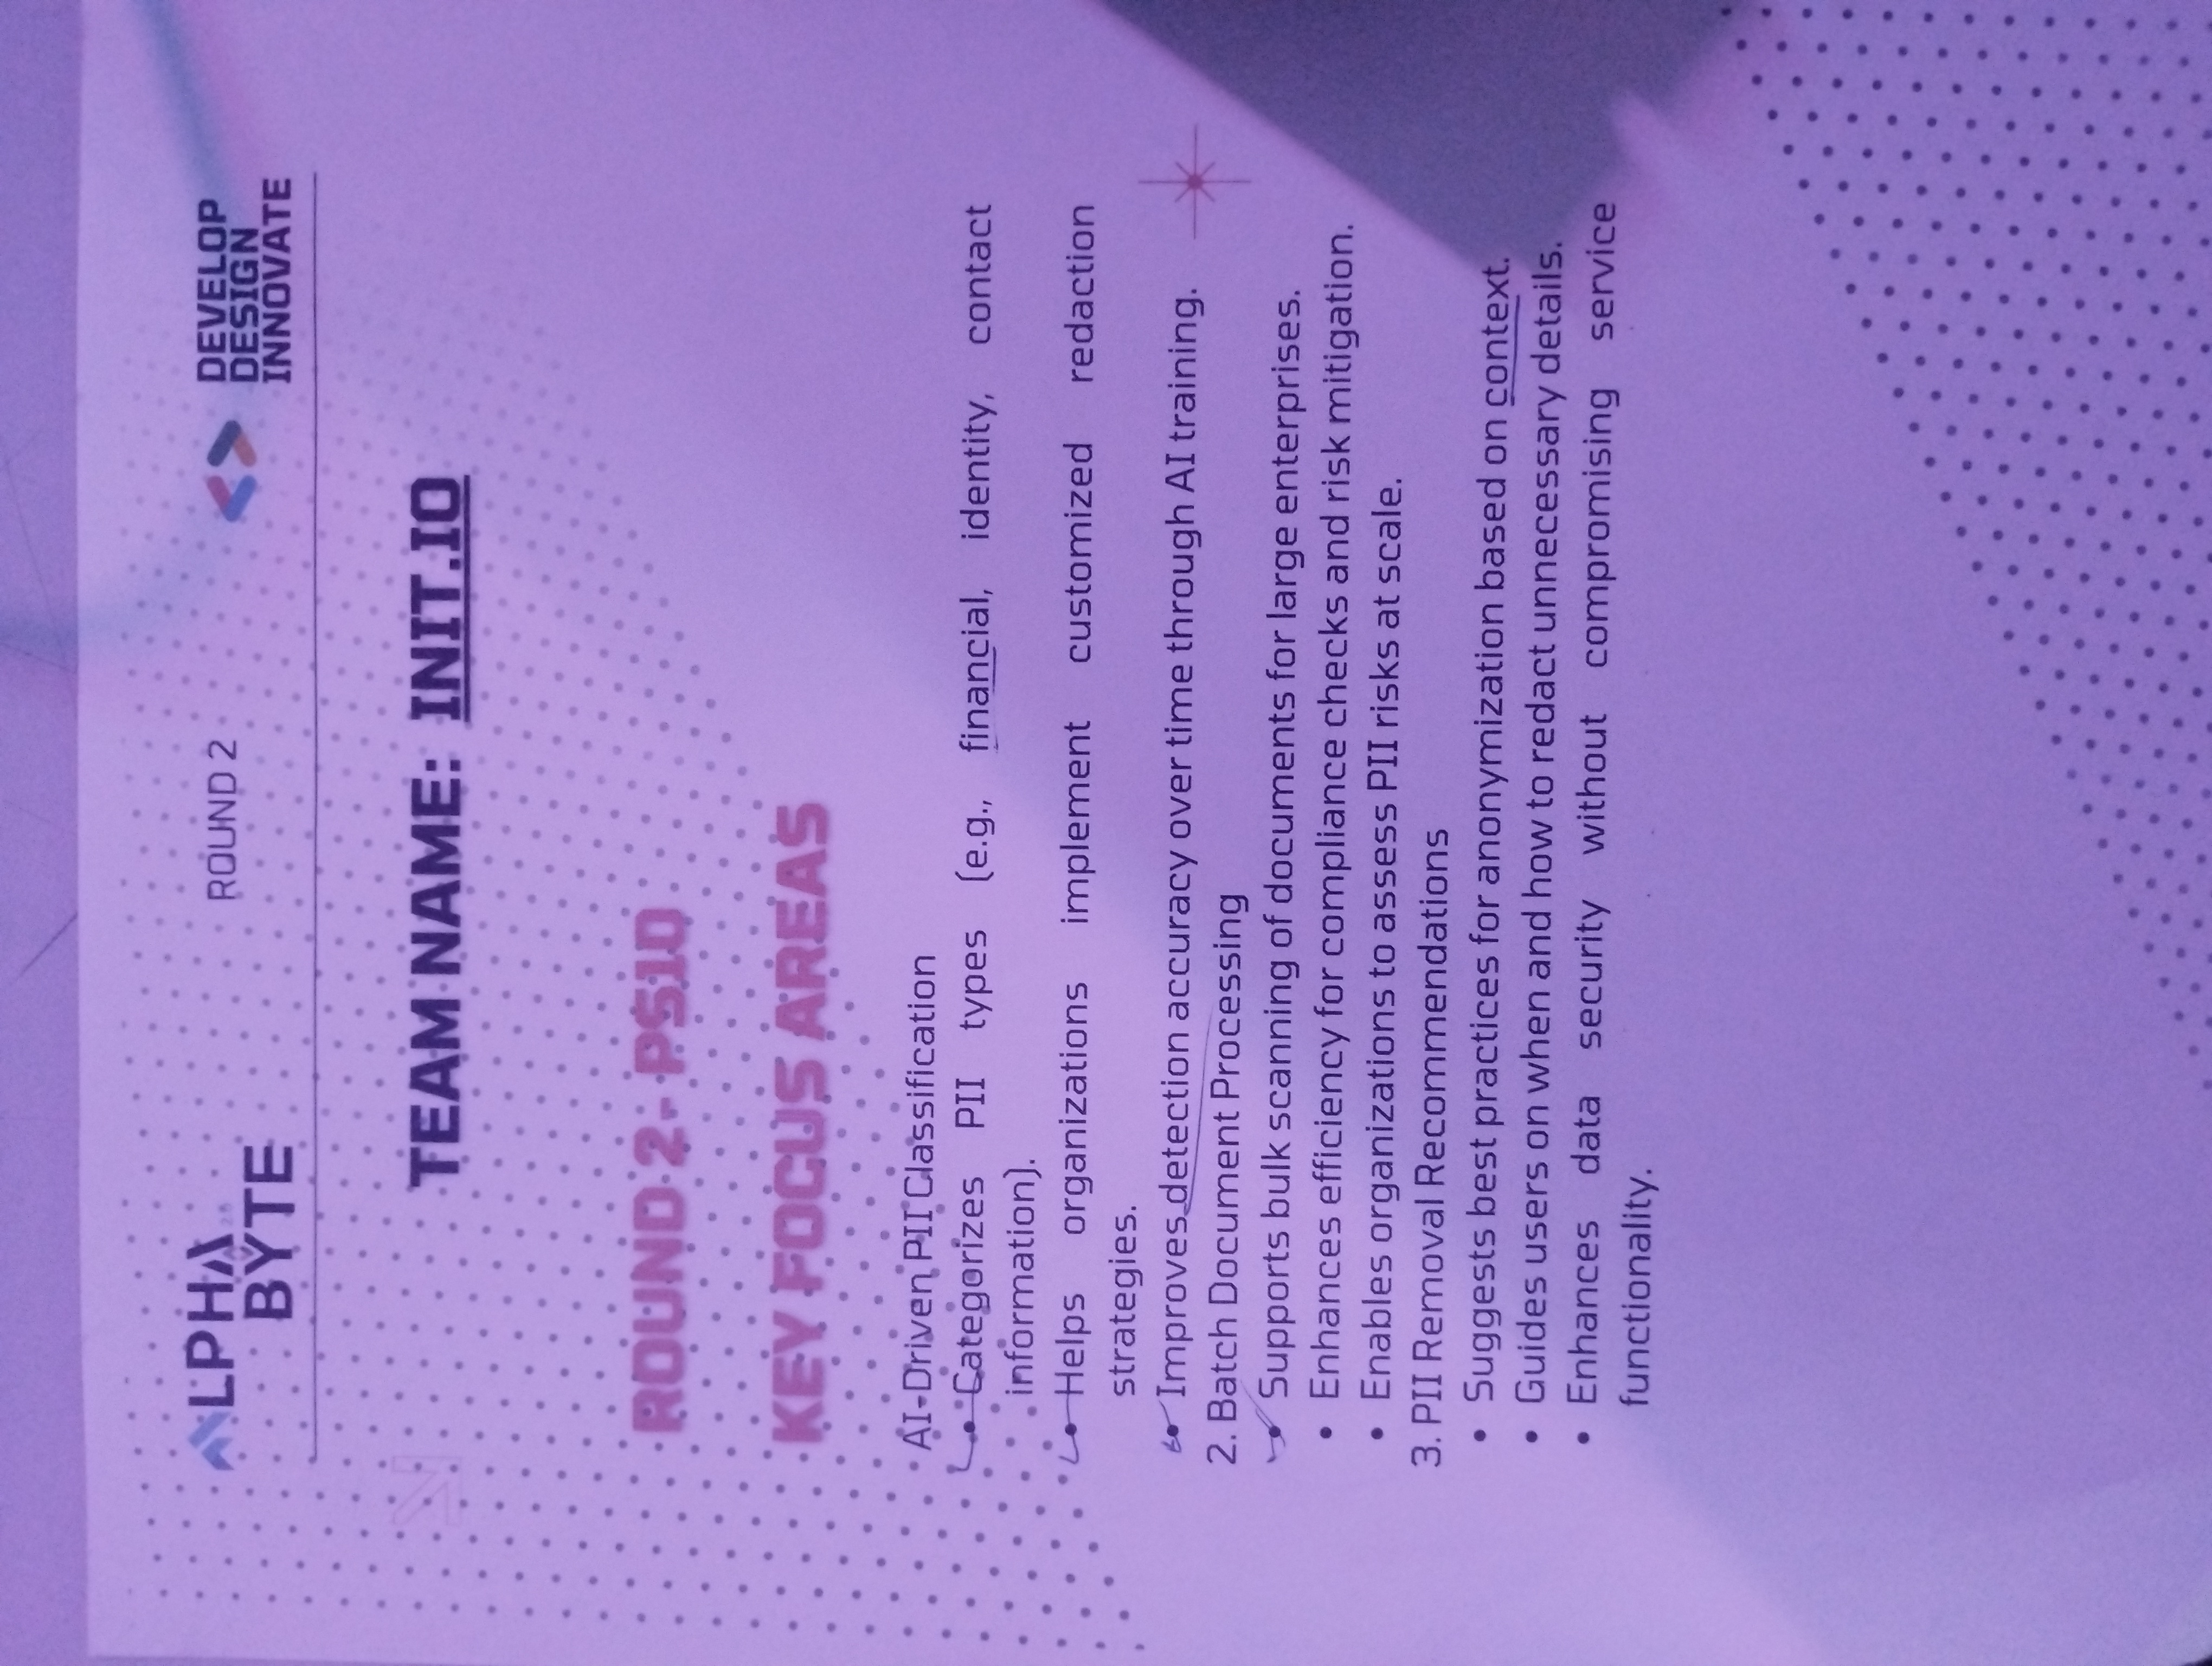 ALPHA 2.0
BYTE
ROUND 2
DEVELOP
DESIGN
INNOVATE
TEAM NAME: INIT.IO
ROUND 2- PS10
KEY FOCUS AREAS
AI-Driven PII Classification
• Categorizes PII types (e.g., financial, identity, contact
information).
• Helps organizations implement customized redaction
strategies.
• Improves detection accuracy over time through AI training.
2. Batch Document Processing
• Supports bulk scanning of documents for large enterprises.
• Enhances efficiency for compliance checks and risk mitigation.
• Enables organizations to assess PII risks at scale.
3. PII Removal Recommendations
• Suggests best practices for anonymization based on context.
• Guides users on when and how to redact unnecessary details.
• Enhances data security without compromising service
functionality.